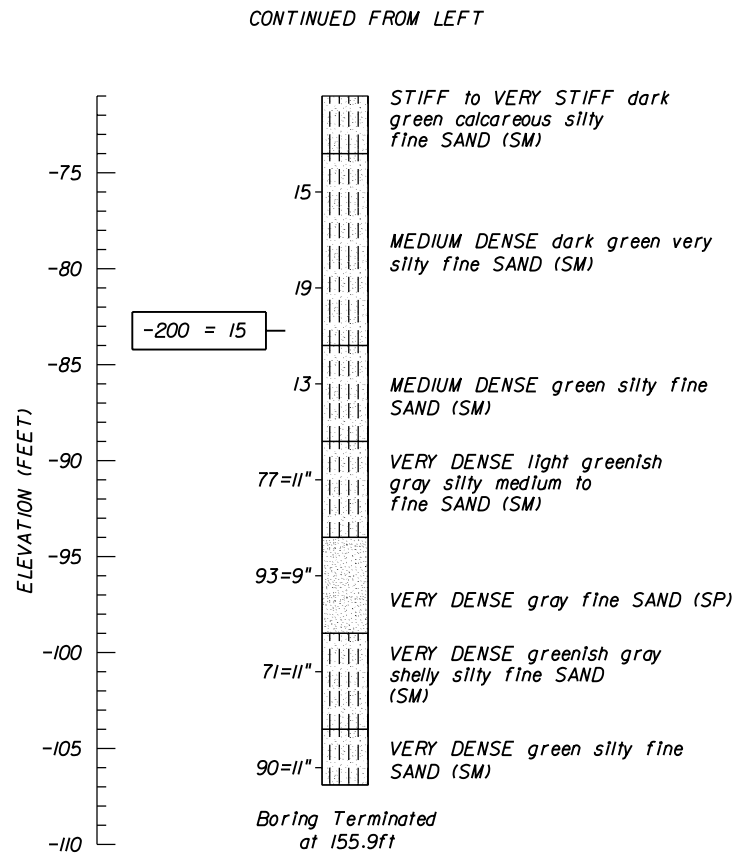 CONTINUED FROM LEFT
STIFF to VERY STIFF dark
green calcareous silty
fine SAND (SM)
-75
15
MEDIUM DENSE dark green very
silty fine SAND (SM)
-80
19
-200 = 15
-85
13
MEDIUM DENSE green silty fine
SAND (SM)
ELEVATION (FEET)
-90
77=11"
VERY DENSE light greenish
gray silty medium to
fine SAND (SM)
-95
93=9"
VERY DENSE gray fine SAND (SP)
-100
71=11"
VERY DENSE greenish gray
shelly silty fine SAND
(SM)
-105
90=11"
VERY DENSE green silty fine
SAND (SM)
-110
Boring Terminated
at 155.9ft